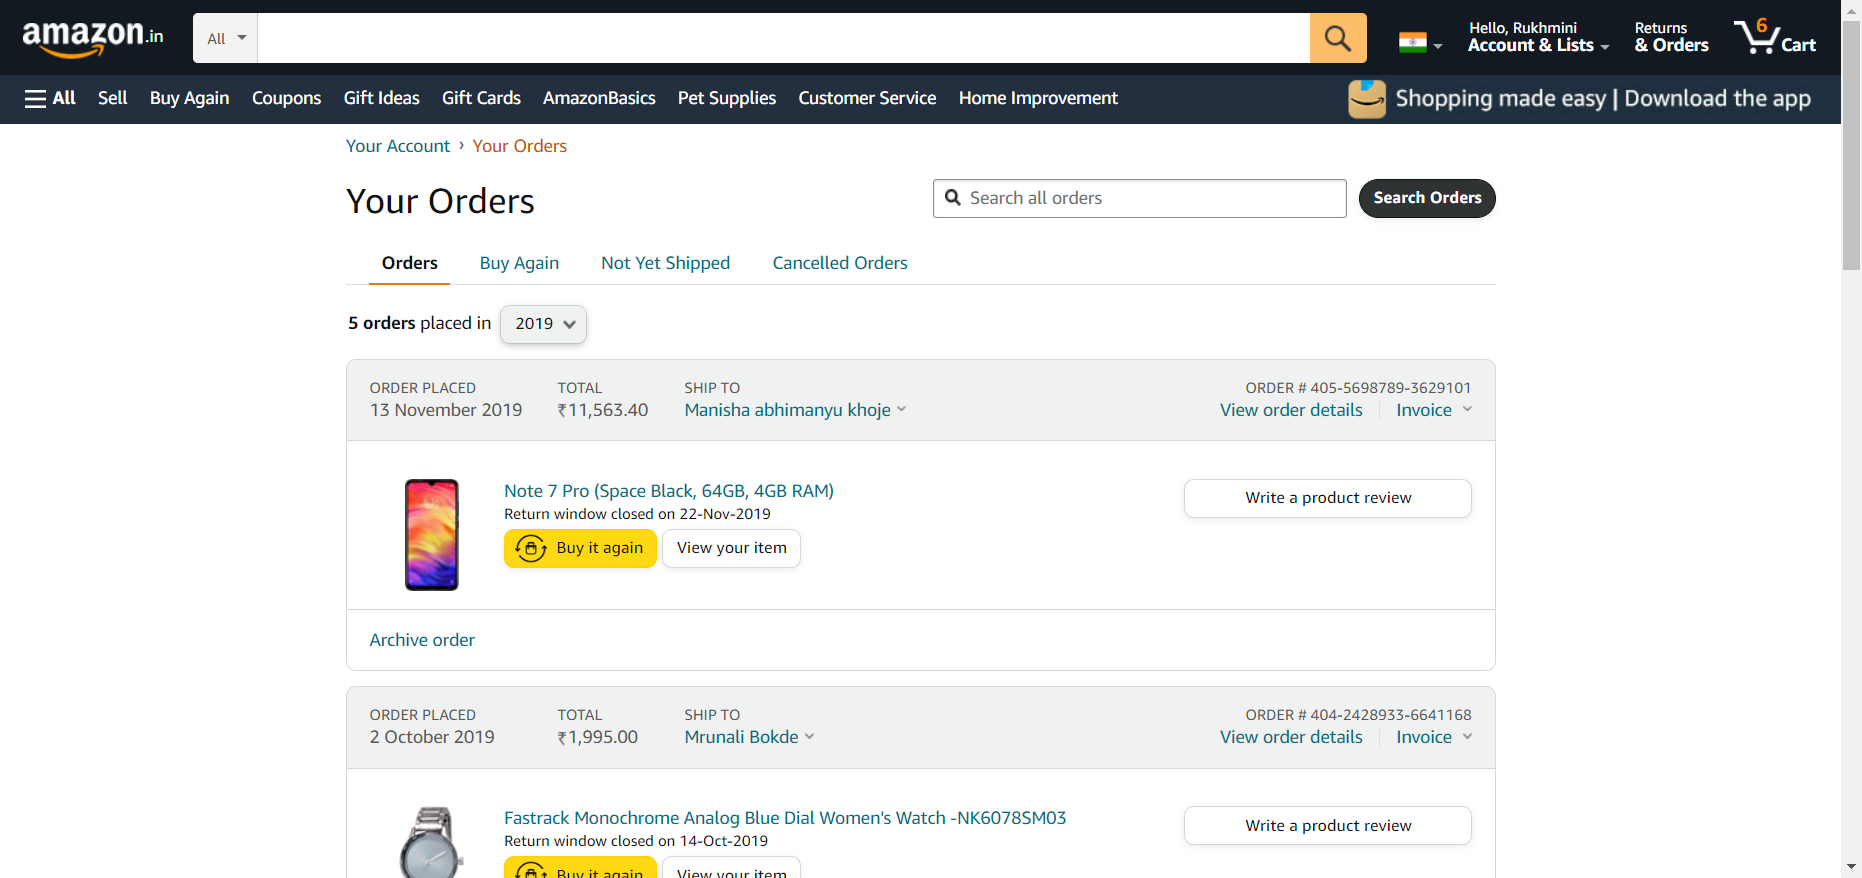 amazon.in
All
Hello, Rukhmini
Account & Lists
Returns
& Orders
6
Cart
All
Sell
Buy Again
Coupons
Gift Ideas
Gift Cards
AmazonBasics
Pet Supplies
Customer Service
Home Improvement
Shopping made easy | Download the app
Your Account › Your Orders
Your Orders
Search all orders
Search Orders
Orders
Buy Again
Not Yet Shipped
Cancelled Orders
5 orders placed in
2019
ORDER PLACED
13 November 2019
TOTAL
₹11,563.40
SHIP TO
Manisha abhimanyu khoje
ORDER # 405-5698789-3629101
View order details
Invoice
Note 7 Pro (Space Black, 64GB, 4GB RAM)
Return window closed on 22-Nov-2019
Buy it again
View your item
Write a product review
Archive order
ORDER PLACED
2 October 2019
TOTAL
₹1,995.00
SHIP TO
Mrunali Bokde
ORDER # 404-2428933-6641168
View order details
Invoice
Fastrack Monochrome Analog Blue Dial Women's Watch -NK6078SM03
Return window closed on 14-Oct-2019
Buy it again
View your item
Write a product review